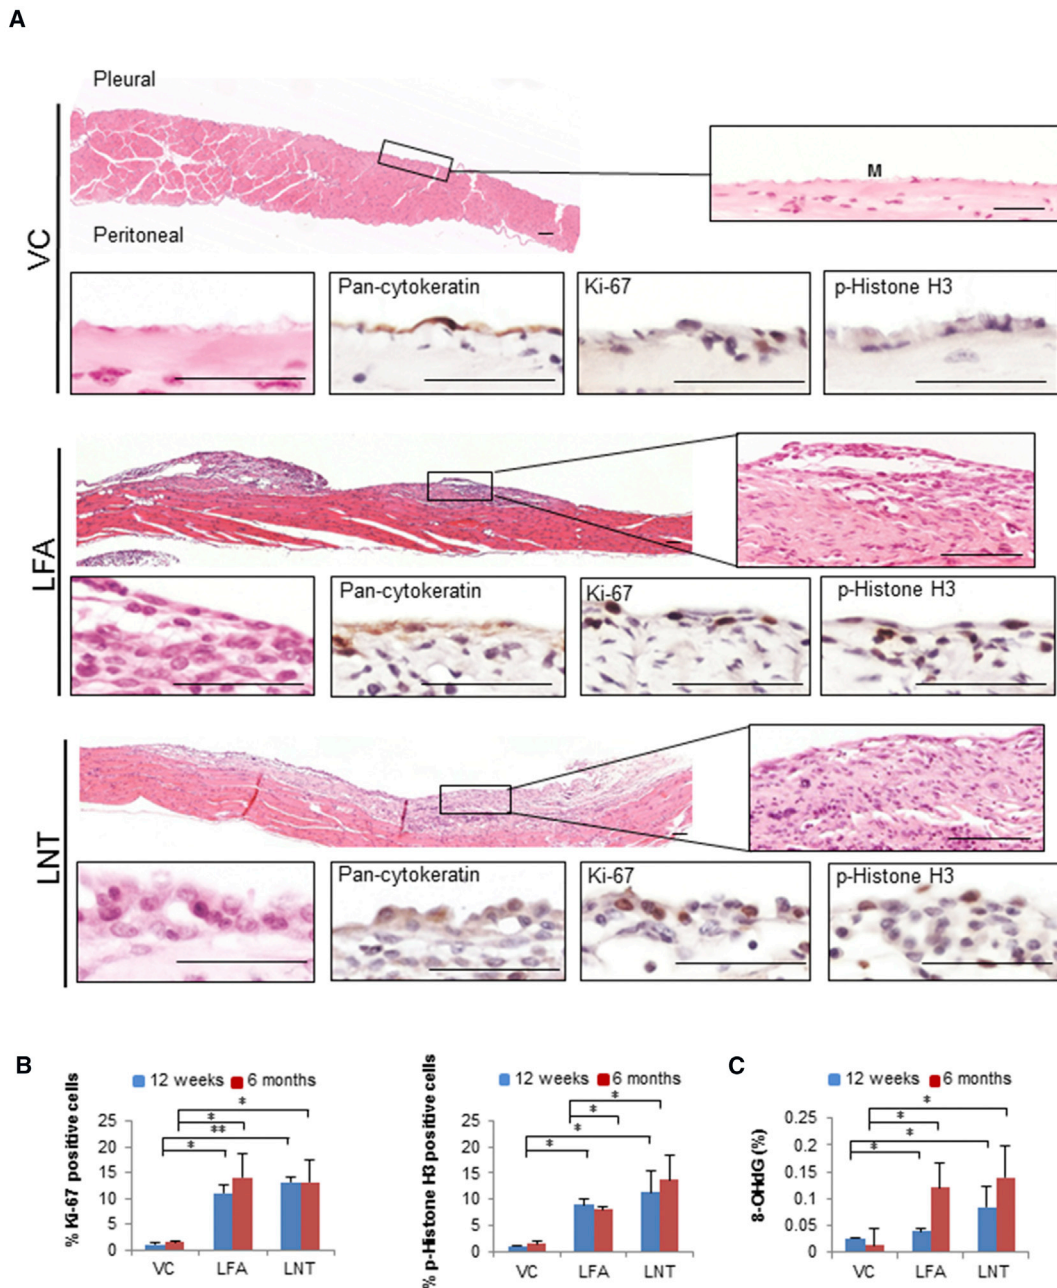 A
Pleural
M
Peritoneal
VC
Pan-cytokeratin
Ki-67
p-Histone H3
LFA
Pan-cytokeratin
Ki-67
p-Histone H3
LNT
Pan-cytokeratin
Ki-67
p-Histone H3
B
12 weeks 6 months
% Ki-67 positive cells
25
20
15
10
5
0
*
*
**
*
VC LFA LNT
12 weeks 6 months
% p-Histone H3 positive cells
25
20
15
10
5
0
*
*
*
*
VC LFA LNT
C
12 weeks 6 months
8-OHdG (%)
0.25
0.2
0.15
0.1
0.05
0
*
*
*
*
VC LFA LNT